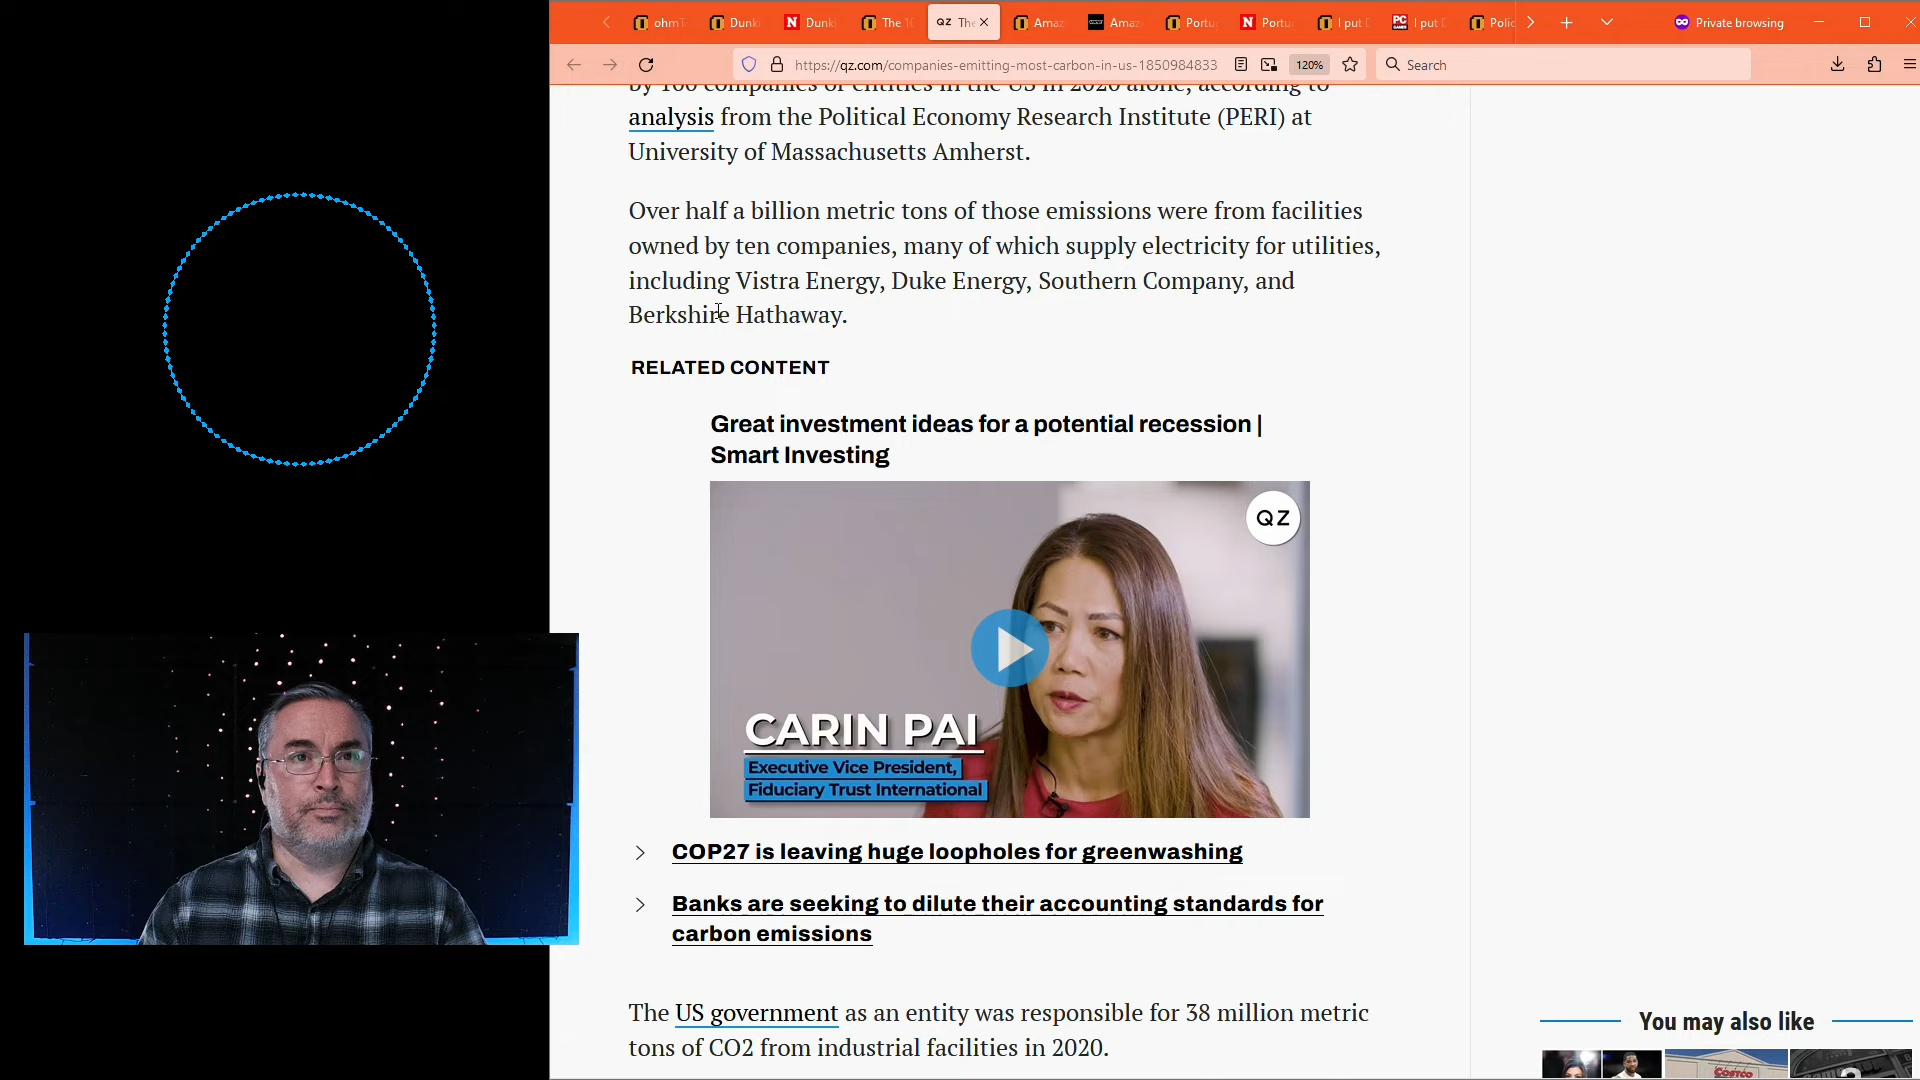 ohmT
Dunki
N Dunki
The 10
QZ The
Amaz
Amaz
Portug
N Portu
I put D
PC GAMER I put D
Polic
Private browsing
https://qz.com/companies-emitting-most-carbon-in-us-1850984833
120%
Search
by 100 companies or entities in the US in 2020 alone, according to
analysis from the Political Economy Research Institute (PERI) at
University of Massachusetts Amherst.
Over half a billion metric tons of those emissions were from facilities
owned by ten companies, many of which supply electricity for utilities,
including Vistra Energy, Duke Energy, Southern Company, and
Berkshire Hathaway.
RELATED CONTENT
Great investment ideas for a potential recession |
Smart Investing
QZ
CARIN PAI
Executive Vice President,
Fiduciary Trust International
COP27 is leaving huge loopholes for greenwashing
Banks are seeking to dilute their accounting standards for
carbon emissions
The US government as an entity was responsible for 38 million metric
tons of CO2 from industrial facilities in 2020.
You may also like
COSTCO